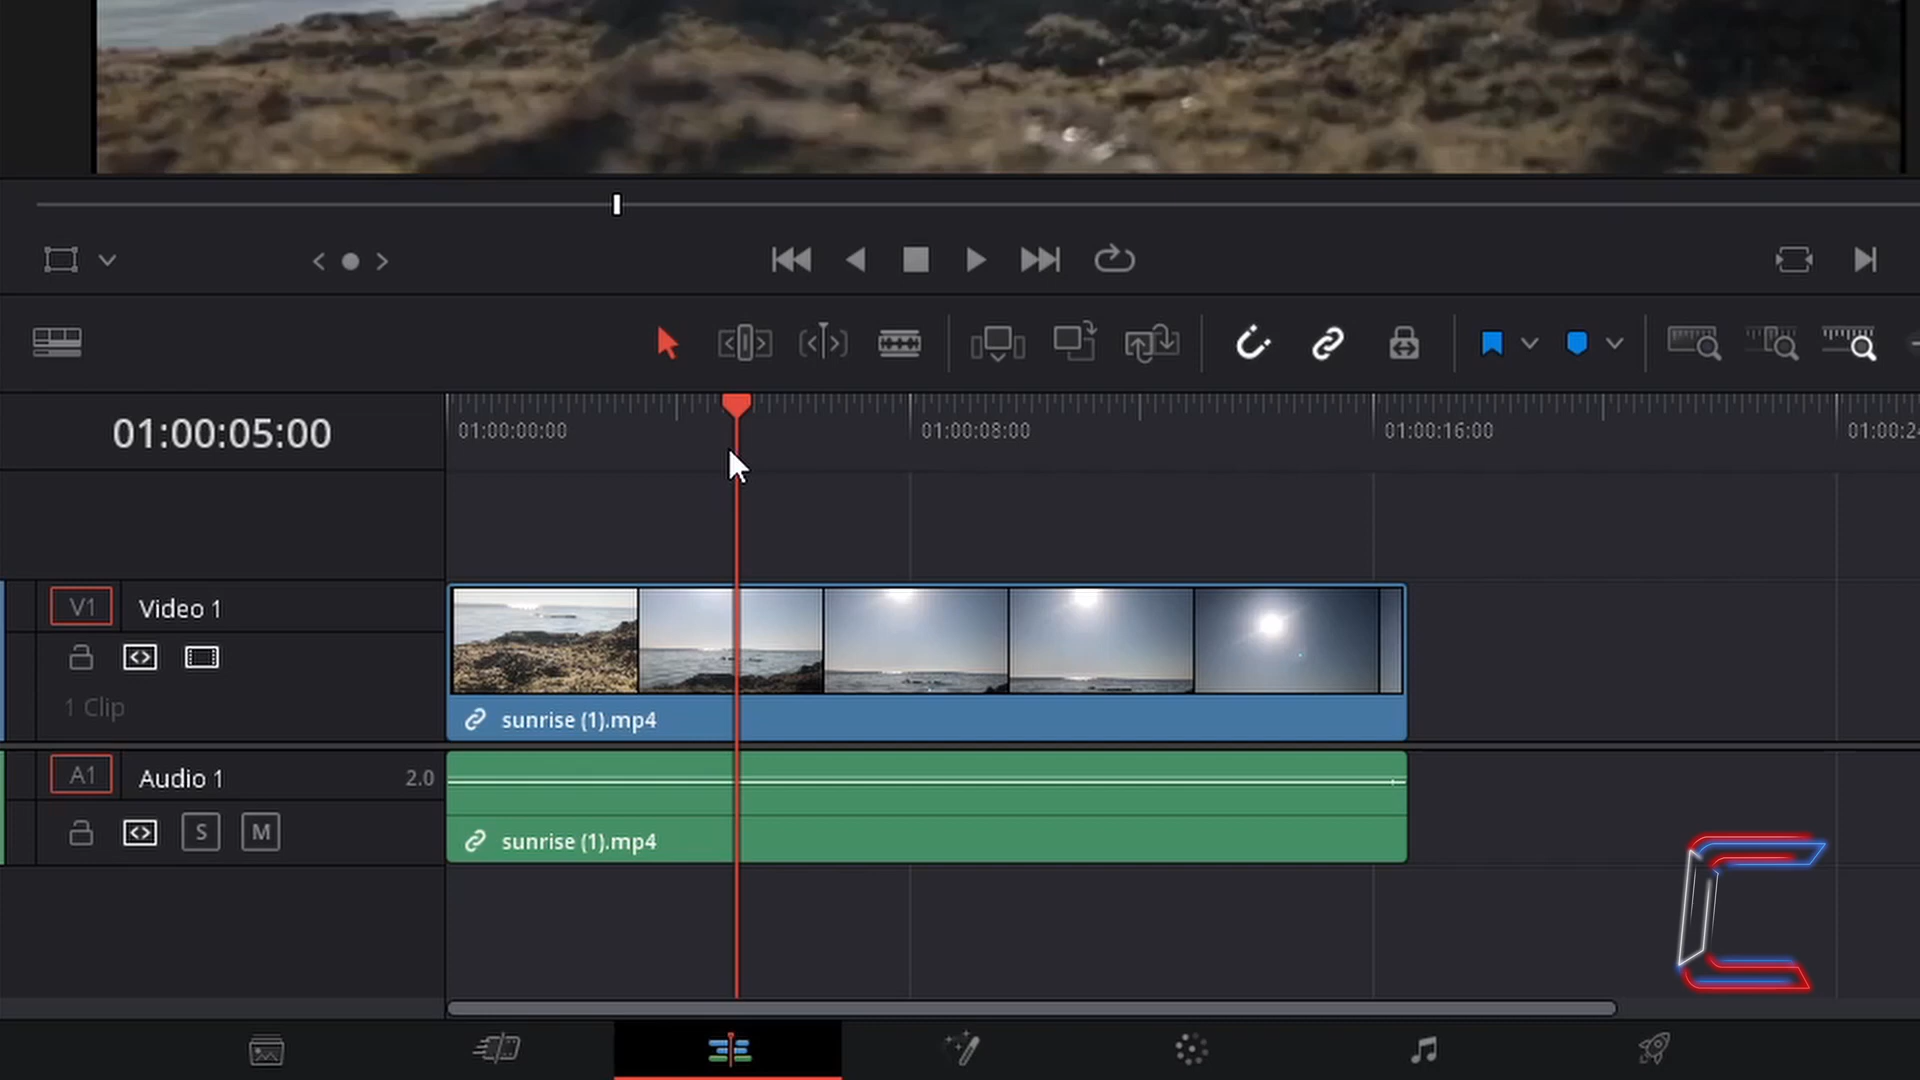 01:00:05:00
01:00:00:00
01:00:08:00
01:00:16:00
V1
Video 1
1 Clip
sunrise (1).mp4
A1
Audio 1
2.0
S
M
sunrise (1).mp4